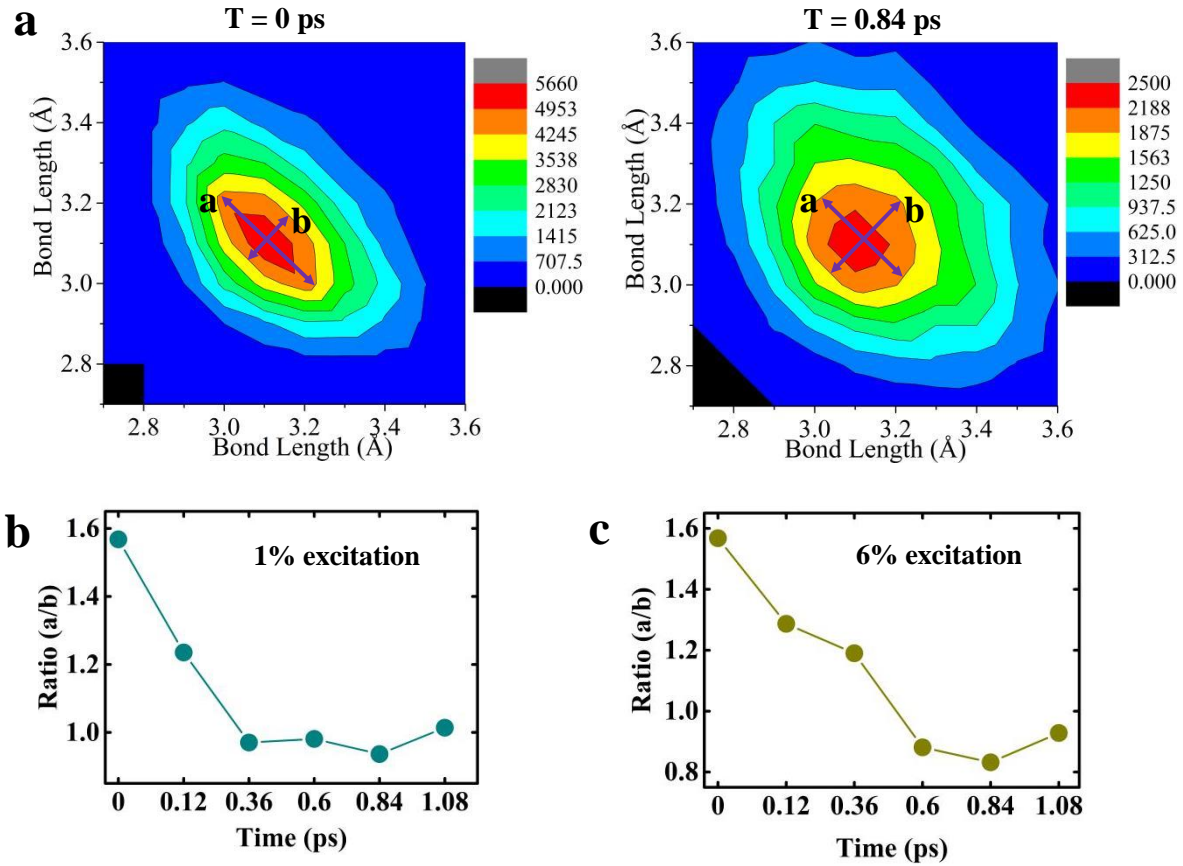 a
T = 0 ps
T = 0.84 ps
Bond Length (Å)
3.6
3.4
3.2
3.0
2.8
a
b
2.8 3.0 3.2 3.4 3.6
Bond Length (Å)
5660
4953
4245
3538
2830
2123
1415
707.5
0.000
Bond Length (Å)
3.6
3.4
3.2
3.0
2.8
a
b
2.8 3.0 3.2 3.4 3.6
Bond Length (Å)
2500
2188
1875
1563
1250
937.5
625.0
312.5
0.000
b
Ratio (a/b)
1.6
1.4
1.2
1.0
1% excitation
0 0.12 0.36 0.6 0.84 1.08
Time (ps)
c
Ratio (a/b)
1.6
1.4
1.2
1.0
0.8
6% excitation
0 0.12 0.36 0.6 0.84 1.08
Time (ps)